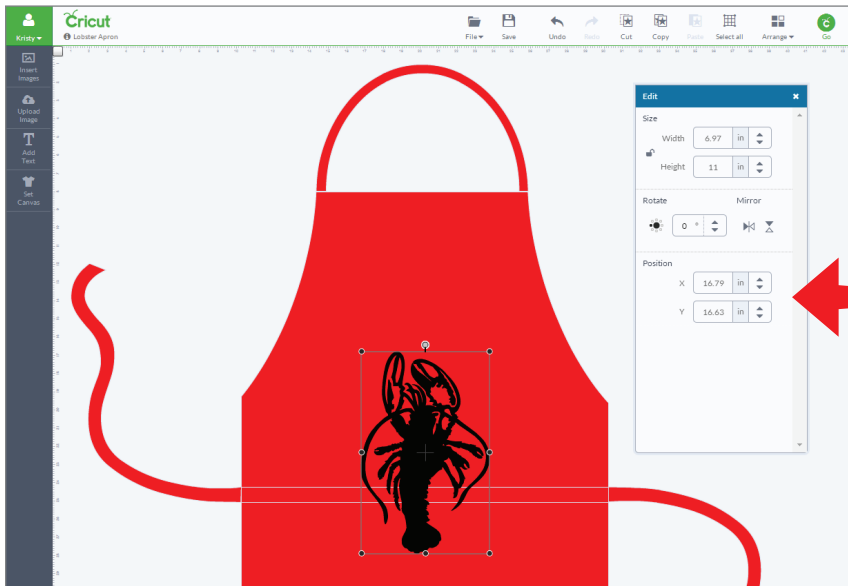 Cricut
Kristy
Lobster Apron
File
Save
Undo
Redo
Cut
Copy
Paste
Select all
Arrange
Go
Insert
Images
Upload
Image
Add
Text
Set
Canvas
Edit
Size
Width 6.97 in
Height 11 in
Rotate Mirror
0 °
Position
X 16.79 in
Y 16.63 in